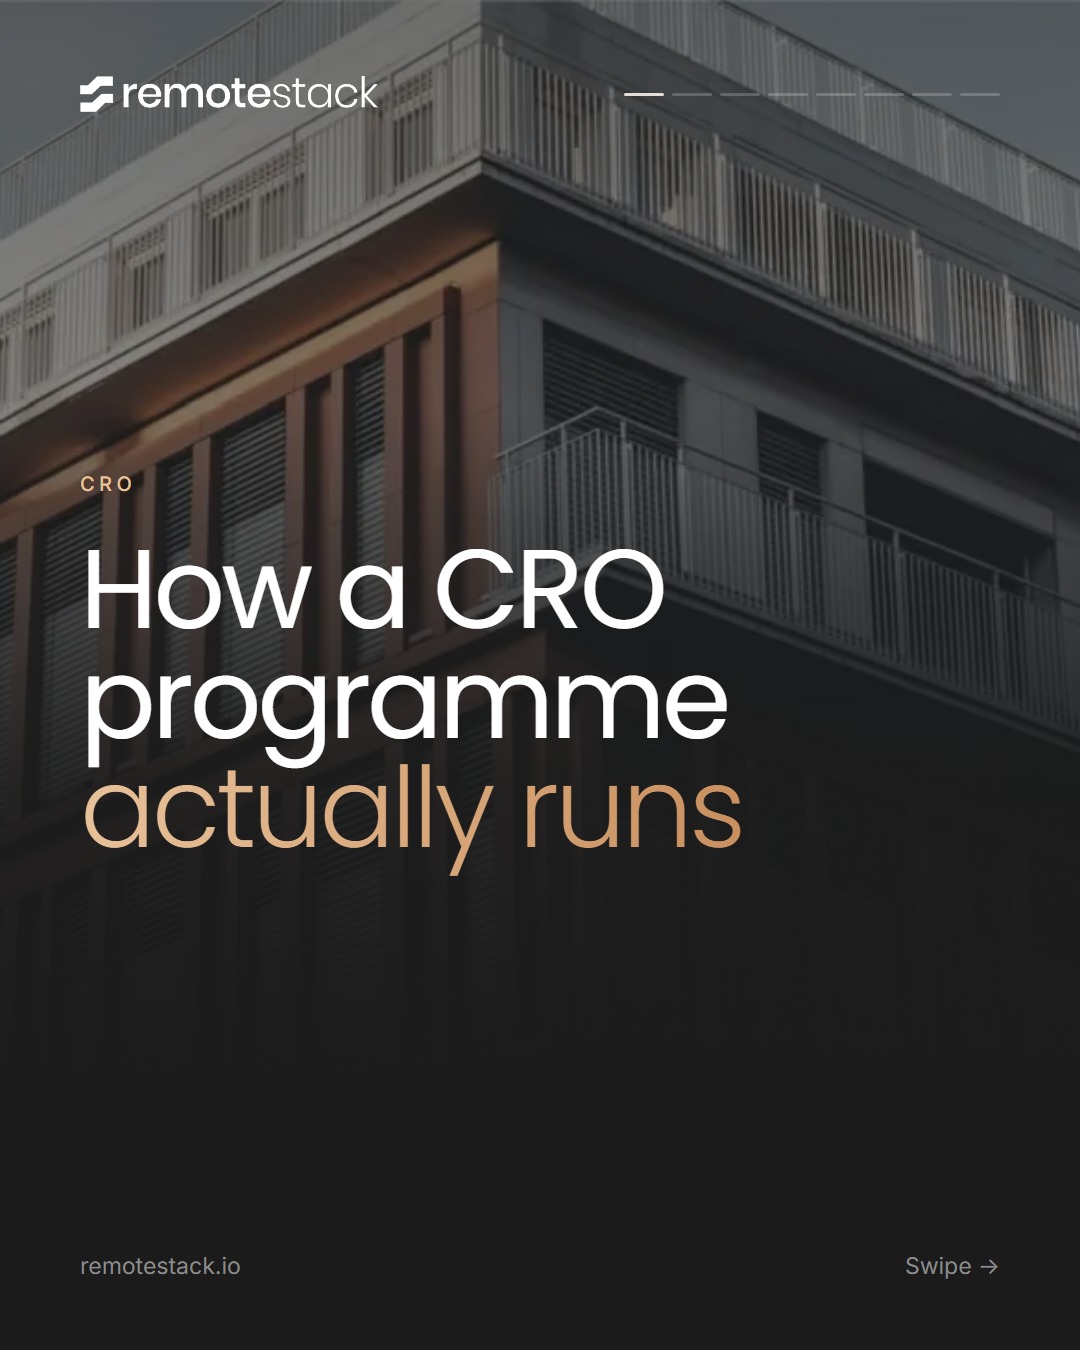 remotestack
CRO
How a CRO
programme
actually runs
remotestack.io
Swipe →